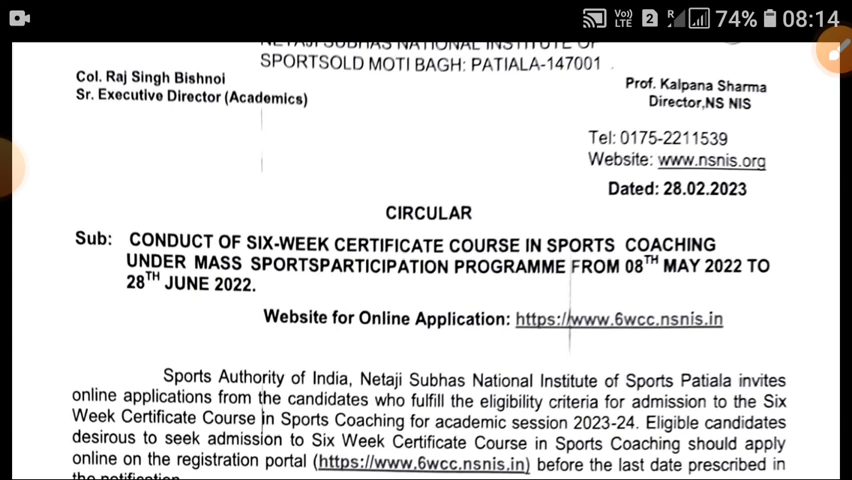 Vo)) LTE 2 R 74% 08:14
NETAJI SUBHAS NATIONAL INSTITUTE OF
SPORTSOLD MOTI BAGH: PATIALA-147001
Col. Raj Singh Bishnoi
Sr. Executive Director (Academics)
Prof. Kalpana Sharma
Director,NS NIS
Tel: 0175-2211539
Website: www.nsnis.org
Dated: 28.02.2023
CIRCULAR
Sub: CONDUCT OF SIX-WEEK CERTIFICATE COURSE IN SPORTS COACHING
UNDER MASS SPORTSPARTICIPATION PROGRAMME FROM 08TH MAY 2022 TO
28TH JUNE 2022.
Website for Online Application: https://www.6wcc.nsnis.in
Sports Authority of India, Netaji Subhas National Institute of Sports Patiala invites
online applications from the candidates who fulfill the eligibility criteria for admission to the Six
Week Certificate Course in Sports Coaching for academic session 2023-24. Eligible candidates
desirous to seek admission to Six Week Certificate Course in Sports Coaching should apply
online on the registration portal (https://www.6wcc.nsnis.in) before the last date prescribed in
the notification